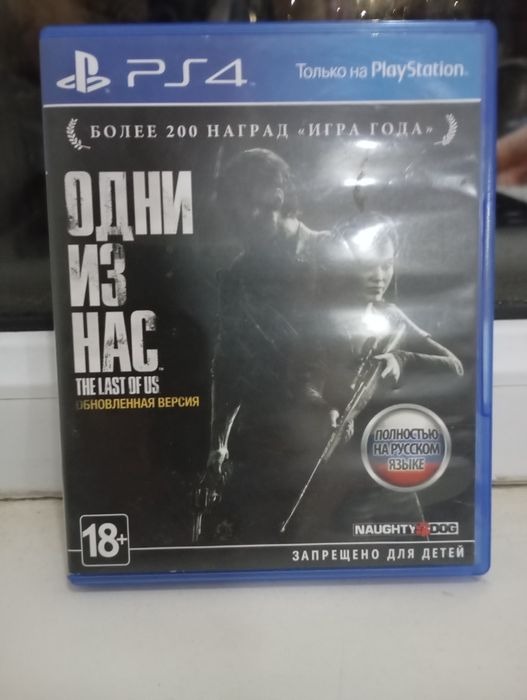 PS4 Только на PlayStation
БОЛЕЕ 200 НАГРАД «ИГРА ГОДА»
ОДНИ
ИЗ
НАС™
THE LAST OF US
ОБНОВЛЕННАЯ ВЕРСИЯ
ПОЛНОСТЬЮ
НА РУССКОМ
ЯЗЫКЕ
NAUGHTY DOG
18+
ЗАПРЕЩЕНО ДЛЯ ДЕТЕЙ